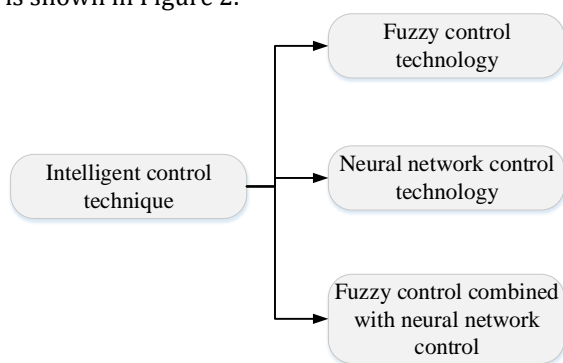 is shown in Figure 2.
Fuzzy control
technology
Intelligent control
technique
Neural network control
technology
Fuzzy control combined
with neural network
control